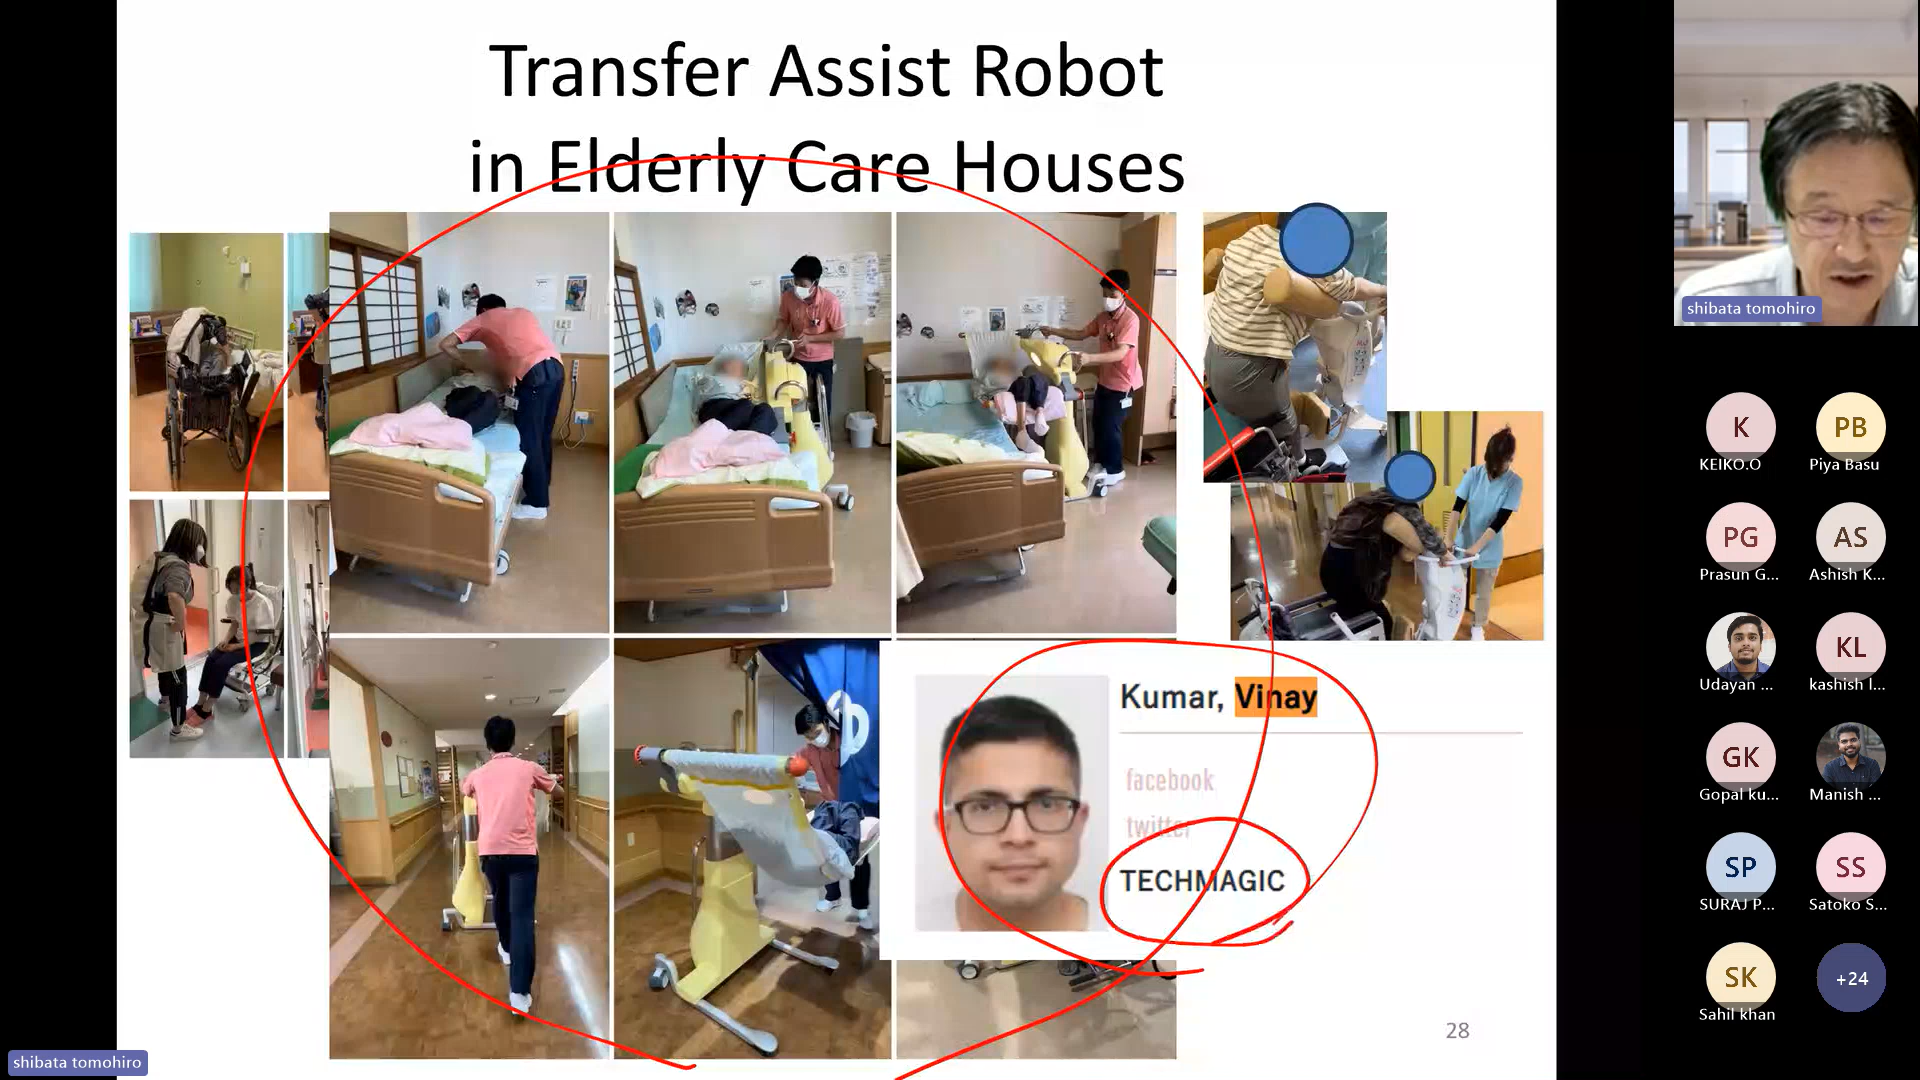 Transfer Assist Robot
in Elderly Care Houses
Kumar, Vinay
facebook
twitter
TECHMAGIC
28
shibata tomohiro
shibata tomohiro
K
KEIKO.O
PB
Piya Basu
PG
Prasun G...
AS
Ashish K...
Udayan ...
KL
kashish l...
GK
Gopal ku...
Manish ...
SP
SURAJ P...
SS
Satoko S...
SK
Sahil khan
+24